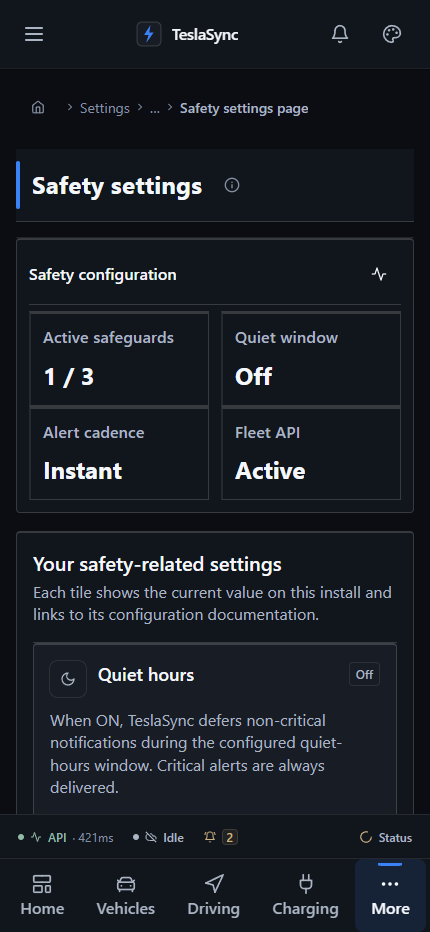 TeslaSync
Settings > ... > Safety settings page
Safety settings
Safety configuration
Active safeguards
1 / 3
Quiet window
Off
Alert cadence
Instant
Fleet API
Active
Your safety-related settings
Each tile shows the current value on this install and
links to its configuration documentation.
Quiet hours
Off
When ON, TeslaSync defers non-critical
notifications during the configured quiet-
hours window. Critical alerts are always
delivered.
API · 421ms
Idle
2
Status
Home
Vehicles
Driving
Charging
More